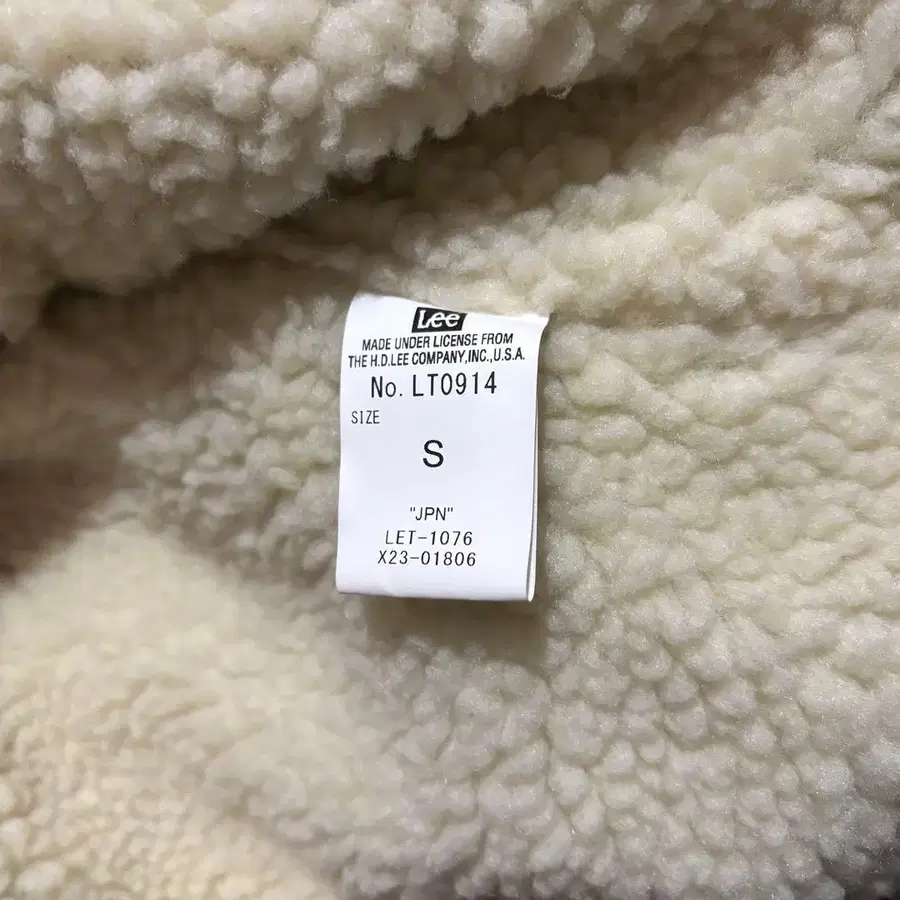 Lee
MADE UNDER LICENSE FROM
THE H.D.LEE COMPANY,INC.,U.S.A.
No. LT0914
SIZE
S
"JPN"
LET-1076
X23-01806